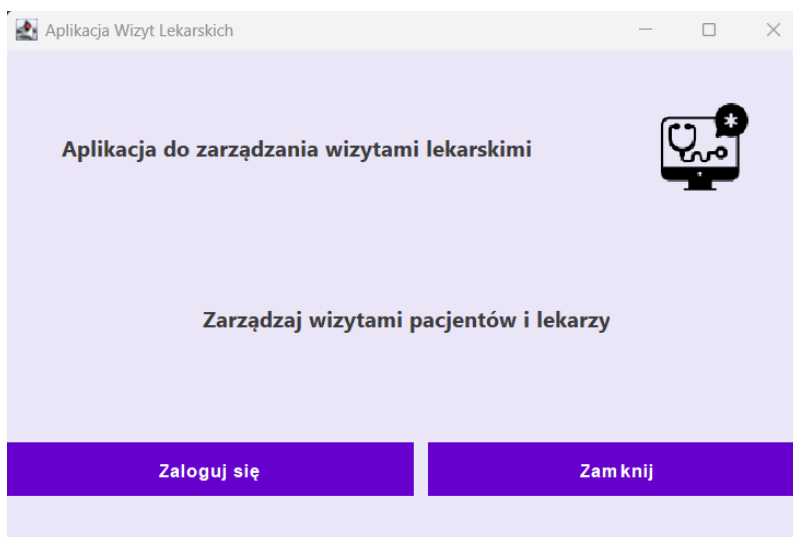 Aplikacja Wizyt Lekarskich
Aplikacja do zarządzania wizytami lekarskimi
Zarządzaj wizytami pacjentów i lekarzy
Zaloguj się
Zamknij